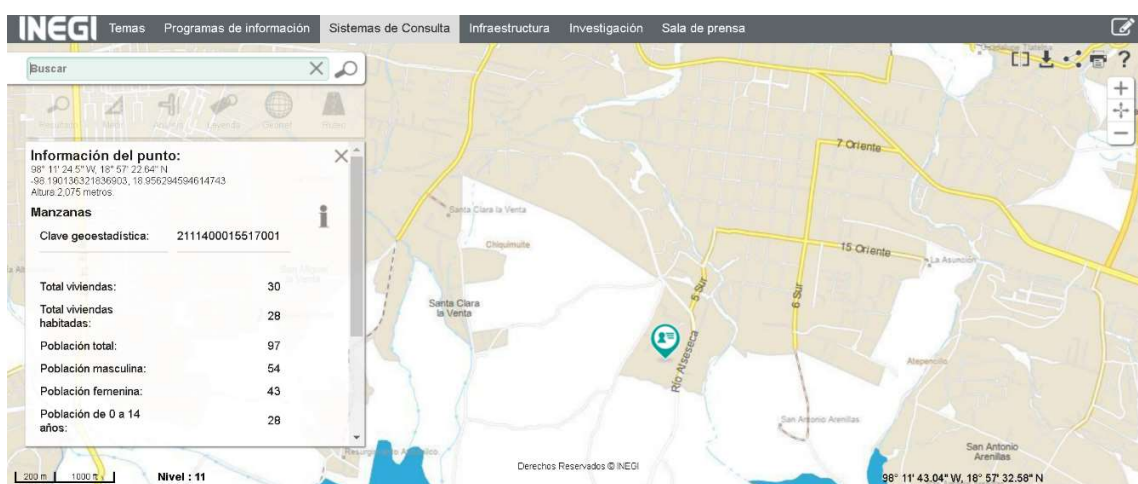 INEGI Temas Programas de información Sistemas de Consulta Infraestructura Investigación Sala de prensa
Buscar
Información del punto:
98° 11' 24.5" W, 18° 57' 22.64" N
-98.190136321836903, 18.956294594614743
Altura:2,075 metros.
Manzanas
Clave geoestadística: 2111400015517001
Total viviendas: 30
Total viviendas
habitadas: 28
Población total: 97
Población masculina: 54
Población femenina: 43
Población de 0 a 14
años: 28
7 Oriente
Santa Clara la Venta
Chiquimuite
15 Oriente
La Asunción
5 Sur
6 Sur
Santa Clara
la Venta
Río Alseseca
Atepencillo
San Antonio Arenillas
San Antonio
Arenillas
200 m 1000 ft
Nivel : 11
Derechos Reservados © INEGI
98° 11' 43.04" W, 18° 57' 32.58" N